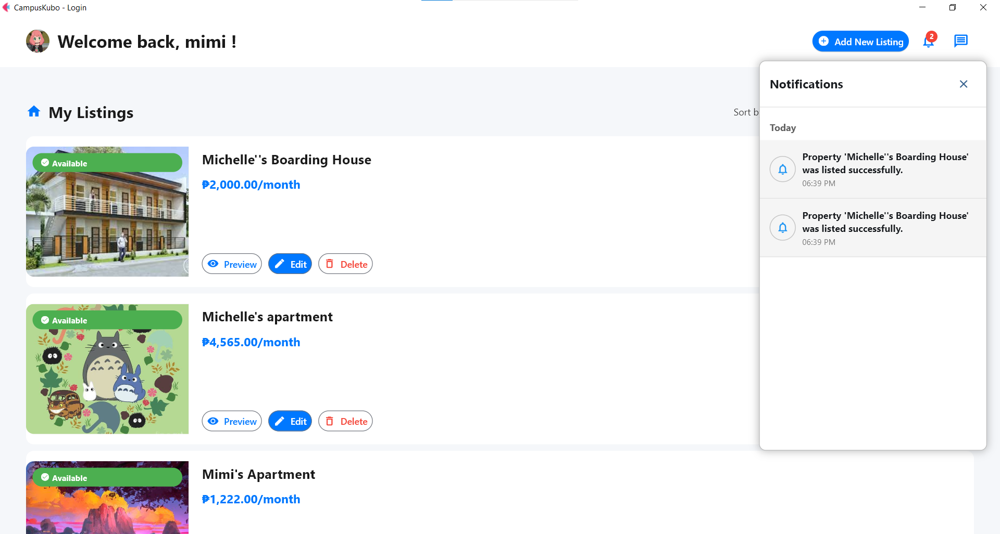 CampusKubo - Login
Welcome back, mimi !
Add New Listing
2
Notifications
My Listings
Sort b
Today
Available
Michelle''s Boarding House
₱2,000.00/month
Property 'Michelle''s Boarding House'
was listed successfully.
06:39 PM
Property 'Michelle''s Boarding House'
was listed successfully.
06:39 PM
Preview
Edit
Delete
Available
Michelle's apartment
₱4,565.00/month
Preview
Edit
Delete
Available
Mimi's Apartment
₱1,222.00/month